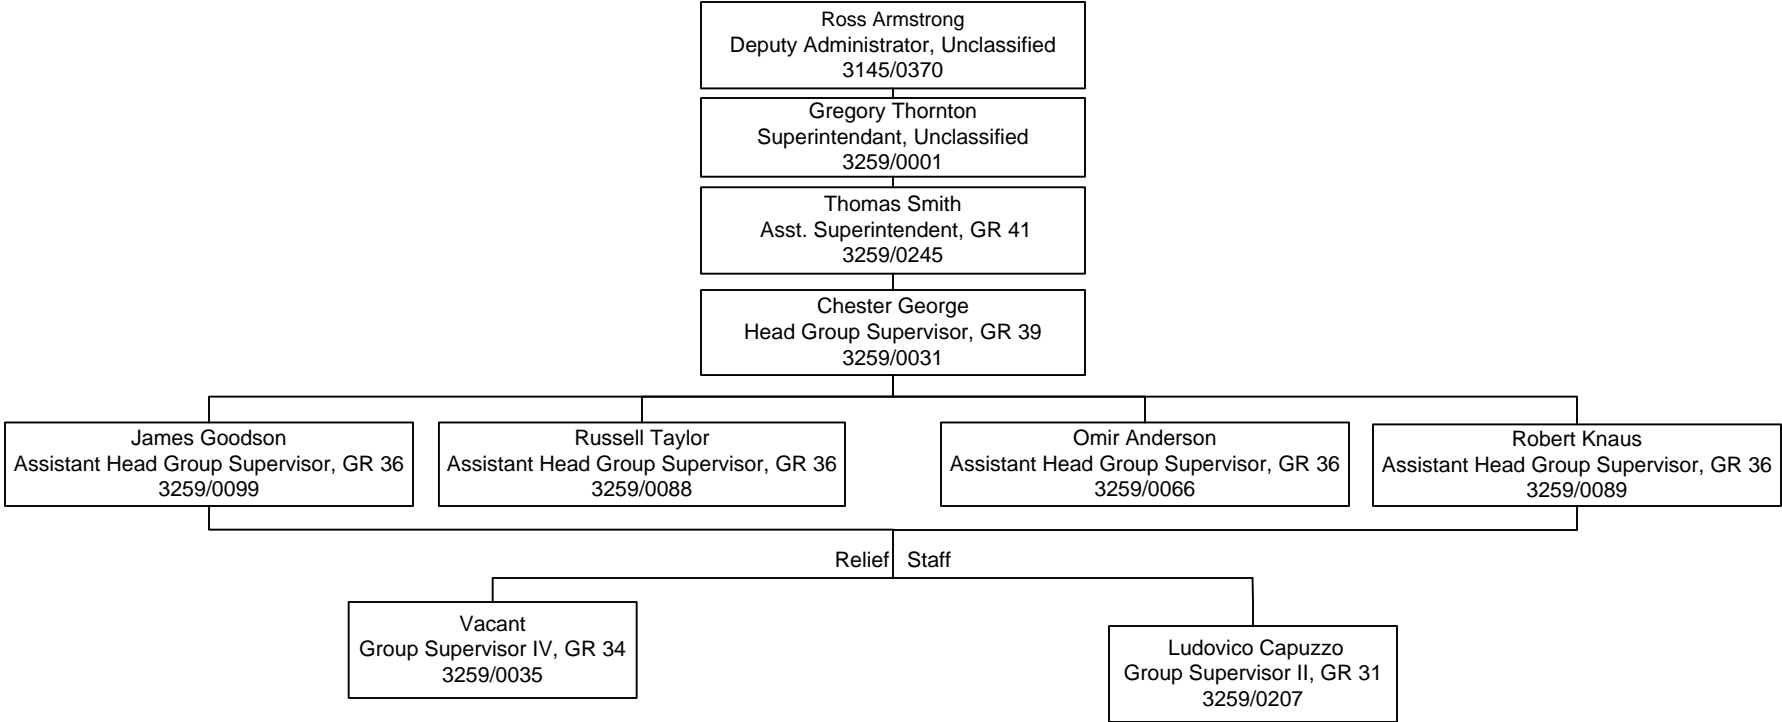 Ross Armstrong
Deputy Administrator, Unclassified
3145/0370
Gregory Thornton
Superintendant, Unclassified
3259/0001
Thomas Smith
Asst. Superintendent, GR 41
3259/0245
Chester George
Head Group Supervisor, GR 39
3259/0031
James Goodson
Assistant Head Group Supervisor, GR 36
3259/0099
Russell Taylor
Assistant Head Group Supervisor, GR 36
3259/0088
Omir Anderson
Assistant Head Group Supervisor, GR 36
3259/0066
Robert Knaus
Assistant Head Group Supervisor, GR 36
3259/0089
Relief Staff
Vacant
Group Supervisor IV, GR 34
3259/0035
Ludovico Capuzzo
Group Supervisor II, GR 31
3259/0207